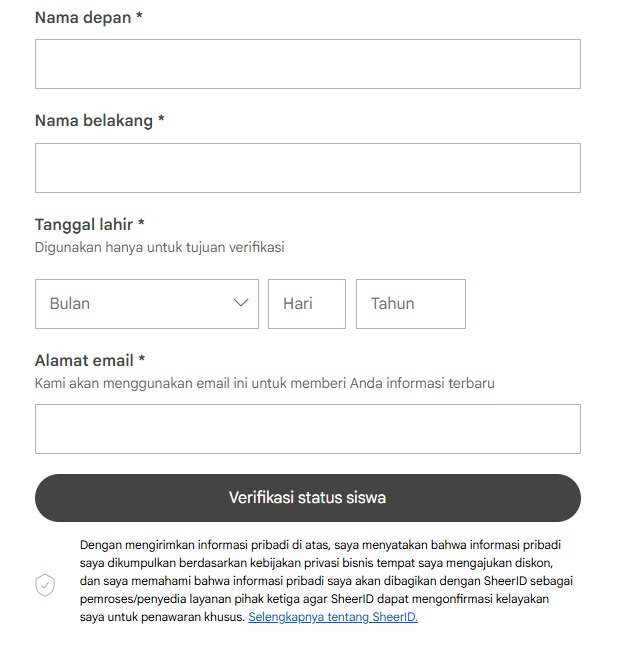 Nama depan *
Nama belakang *
Tanggal lahir *
Digunakan hanya untuk tujuan verifikasi
Bulan Hari Tahun
Alamat email *
Kami akan menggunakan email ini untuk memberi Anda informasi terbaru
Verifikasi status siswa
Dengan mengirimkan informasi pribadi di atas, saya menyatakan bahwa informasi pribadi
saya dikumpulkan berdasarkan kebijakan privasi bisnis tempat saya mengajukan diskon,
dan saya memahami bahwa informasi pribadi saya akan dibagikan dengan SheerID sebagai
pemroses/penyedia layanan pihak ketiga agar SheerID dapat mengonfirmasi kelayakan
saya untuk penawaran khusus. Selengkapnya tentang SheerID.